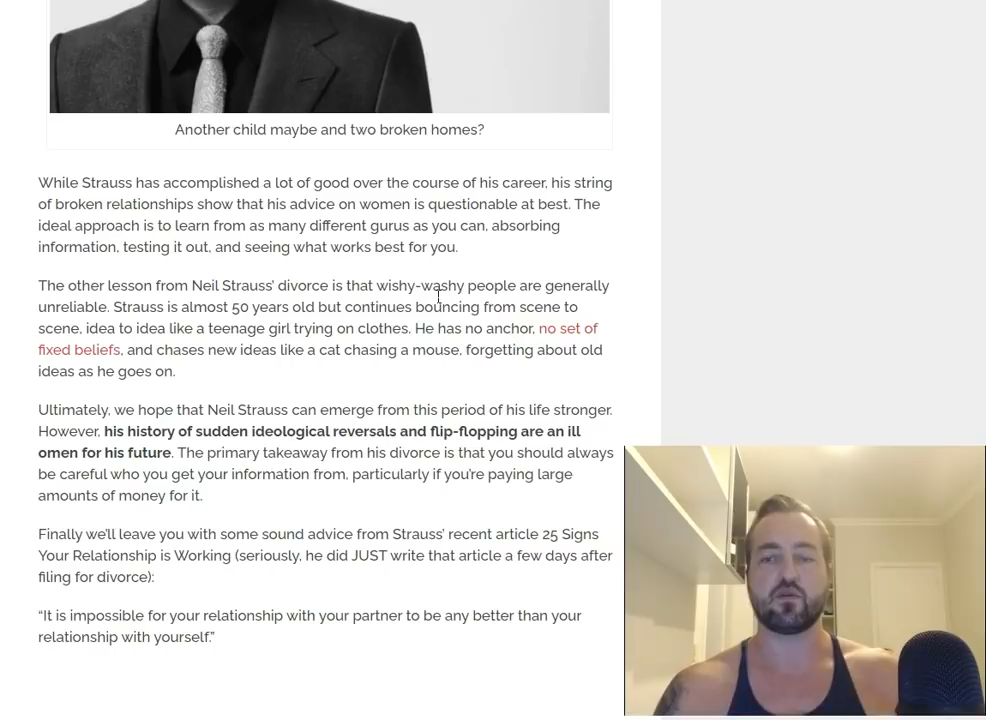 Another child maybe and two broken homes?
While Strauss has accomplished a lot of good over the course of his career, his string
of broken relationships show that his advice on women is questionable at best. The
ideal approach is to learn from as many different gurus as you can, absorbing
information, testing it out, and seeing what works best for you.
The other lesson from Neil Strauss’ divorce is that wishy-washy people are generally
unreliable. Strauss is almost 50 years old but continues bouncing from scene to
scene, idea to idea like a teenage girl trying on clothes. He has no anchor, no set of
fixed beliefs, and chases new ideas like a cat chasing a mouse, forgetting about old
ideas as he goes on.
Ultimately, we hope that Neil Strauss can emerge from this period of his life stronger.
However, his history of sudden ideological reversals and flip-flopping are an ill
omen for his future. The primary takeaway from his divorce is that you should always
be careful who you get your information from, particularly if you’re paying large
amounts of money for it.
Finally we’ll leave you with some sound advice from Strauss’ recent article 25 Signs
Your Relationship is Working (seriously, he did JUST write that article a few days after
filing for divorce):
“It is impossible for your relationship with your partner to be any better than your
relationship with yourself.”